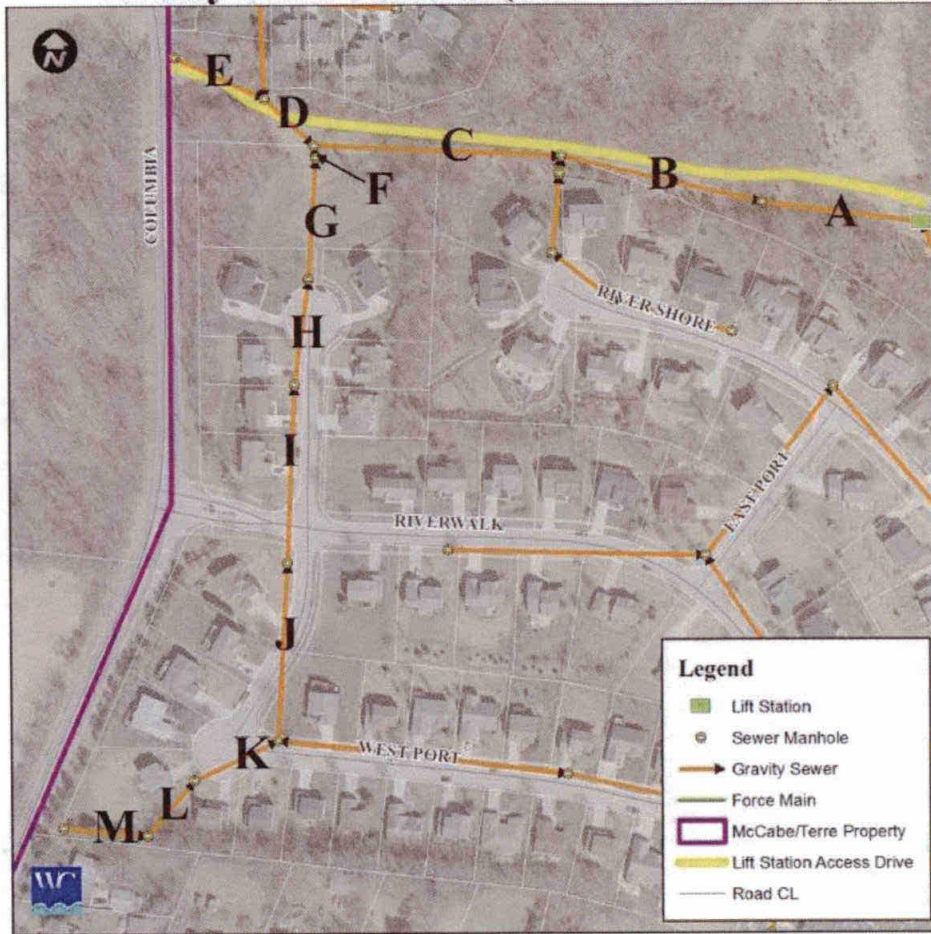 N
E
D
C
B
A
F
G
COLUMBIA
H
RIVER SHORE
I
EAST PORT
RIVERWALK
J
K
WEST PORT
L
M
WC
Legend
Lift Station
Sewer Manhole
Gravity Sewer
Force Main
McCabe/Terre Property
Lift Station Access Drive
Road CL